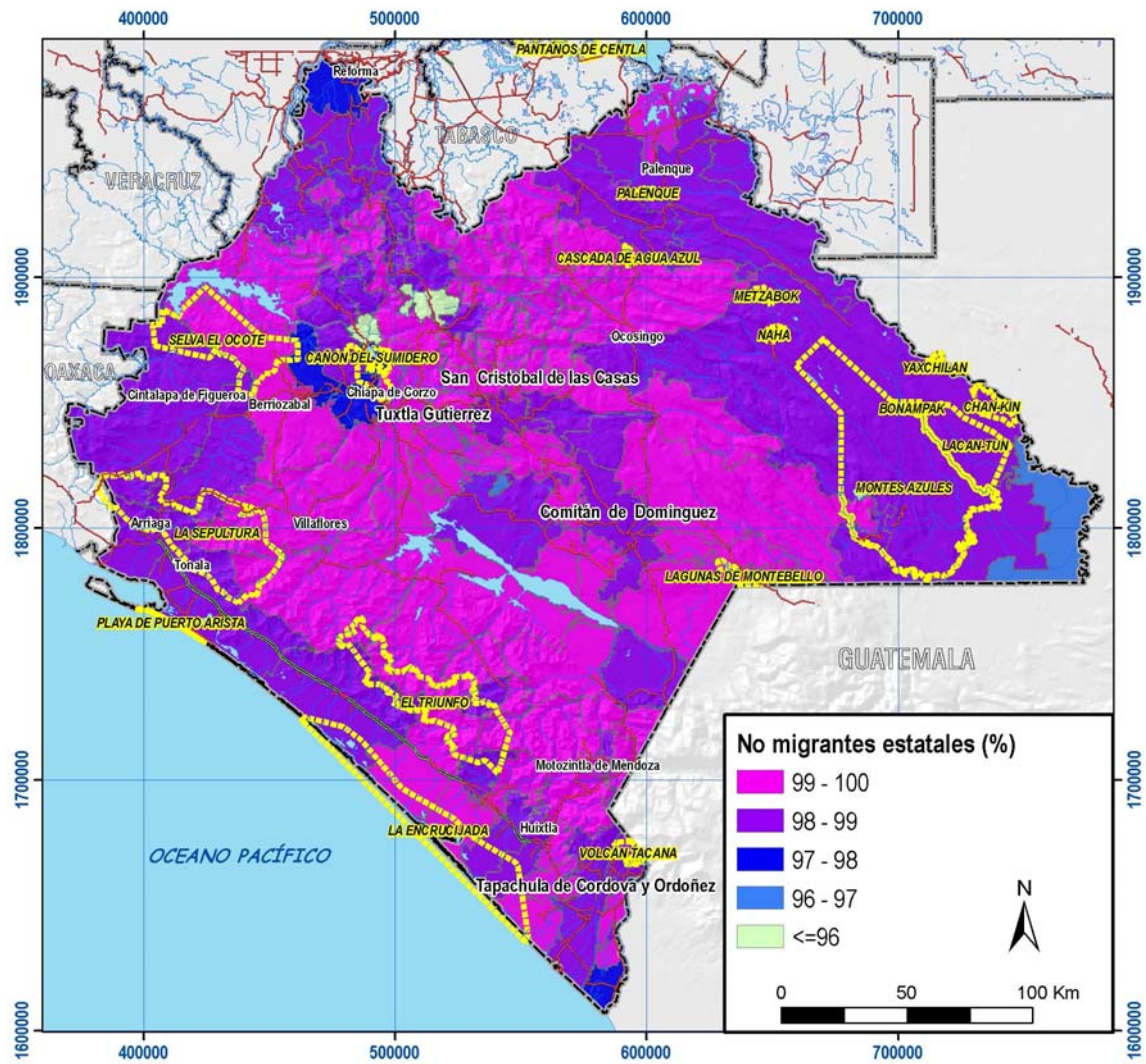 400000
500000
600000
700000
PANTANOS DE CENTLA
Reforma
TABASCO
VERACRUZ
Palenque
PALENQUE
CASCADA DE AGUA AZUL
1900000
1900000
METZABOK
NAHA
Ocosingo
SELVA EL OCOTE
CAÑÓN DEL SUMIDERO
YAXCHILAN
OAXACA
San Cristobal de las Casas
Cintalapa de Figueroa
Chiapa de Corzo
CHAN-KIN
Berriozabal
Tuxtla Gutierrez
BONAMPAK
LACAN-TUN
MONTES AZULES
Comitán de Dominguez
1800000
1800000
Arriaga
LA SEPULTURA
Villaflores
Tonala
LAGUNAS DE MONTEBELLO
PLAYA DE PUERTO ARISTA
GUATEMALA
EL TRIUNFO
No migrantes estatales (%)
99 - 100
98 - 99
97 - 98
96 - 97
<=96
N
0 50 100 Km
Motozintla de Mendoza
1700000
1700000
Huixtla
LA ENCRUCIJADA
OCEANO PACÍFICO
VOLCÁN TACANA
Tapachula de Cordova y Ordoñez
1600000
1600000
400000
500000
600000
700000